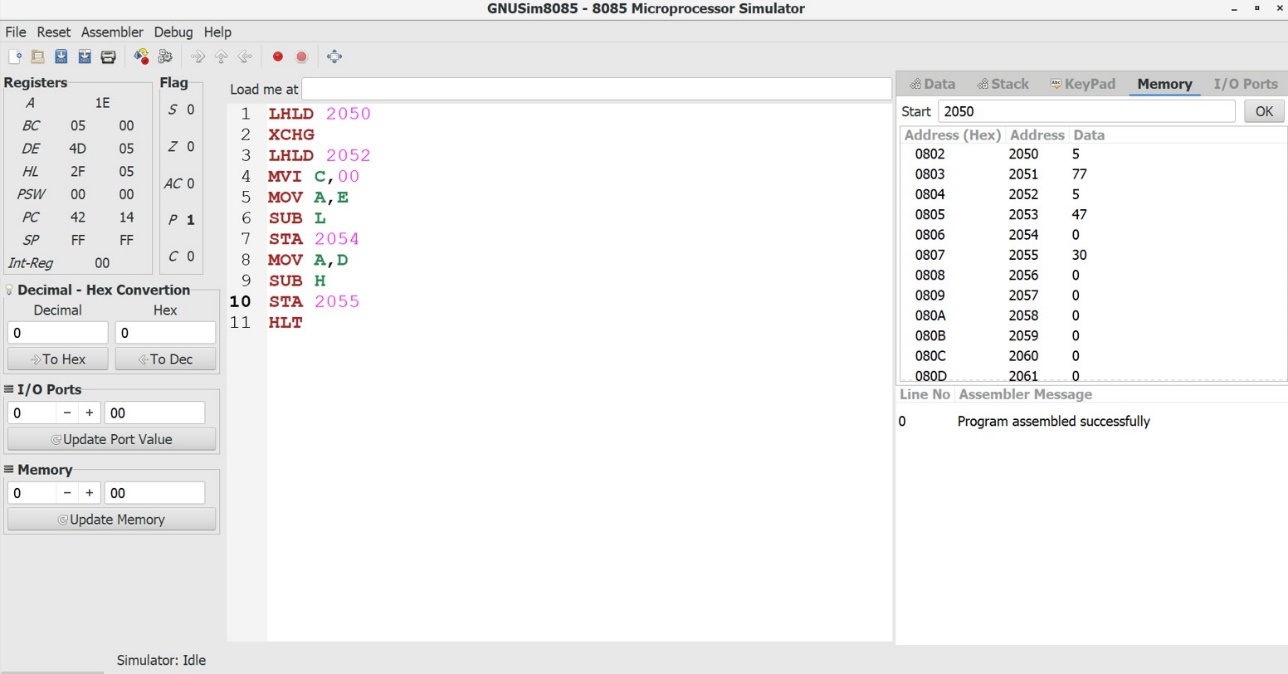 GNUSim8085 - 8085 Microprocessor Simulator
File Reset Assembler Debug Help
Registers
A 1E
BC 05 00
DE 4D 05
HL 2F 05
PSW 00 00
PC 42 14
SP FF FF
Int-Reg 00
Flag
S 0
Z 0
AC 0
P 1
C 0
Decimal - Hex Convertion
Decimal Hex
0 0
To Hex To Dec
I/O Ports
0 - + 00
Update Port Value
Memory
0 - + 00
Update Memory
Load me at
1 LHLD 2050
2 XCHG
3 LHLD 2052
4 MVI C,00
5 MOV A,E
6 SUB L
7 STA 2054
8 MOV A,D
9 SUB H
10 STA 2055
11 HLT
Data Stack KeyPad Memory I/O Ports
Start 2050 OK
Address (Hex) Address Data
0802 2050 5
0803 2051 77
0804 2052 5
0805 2053 47
0806 2054 0
0807 2055 30
0808 2056 0
0809 2057 0
080A 2058 0
080B 2059 0
080C 2060 0
080D 2061 0
Line No Assembler Message
0 Program assembled successfully
Simulator: Idle